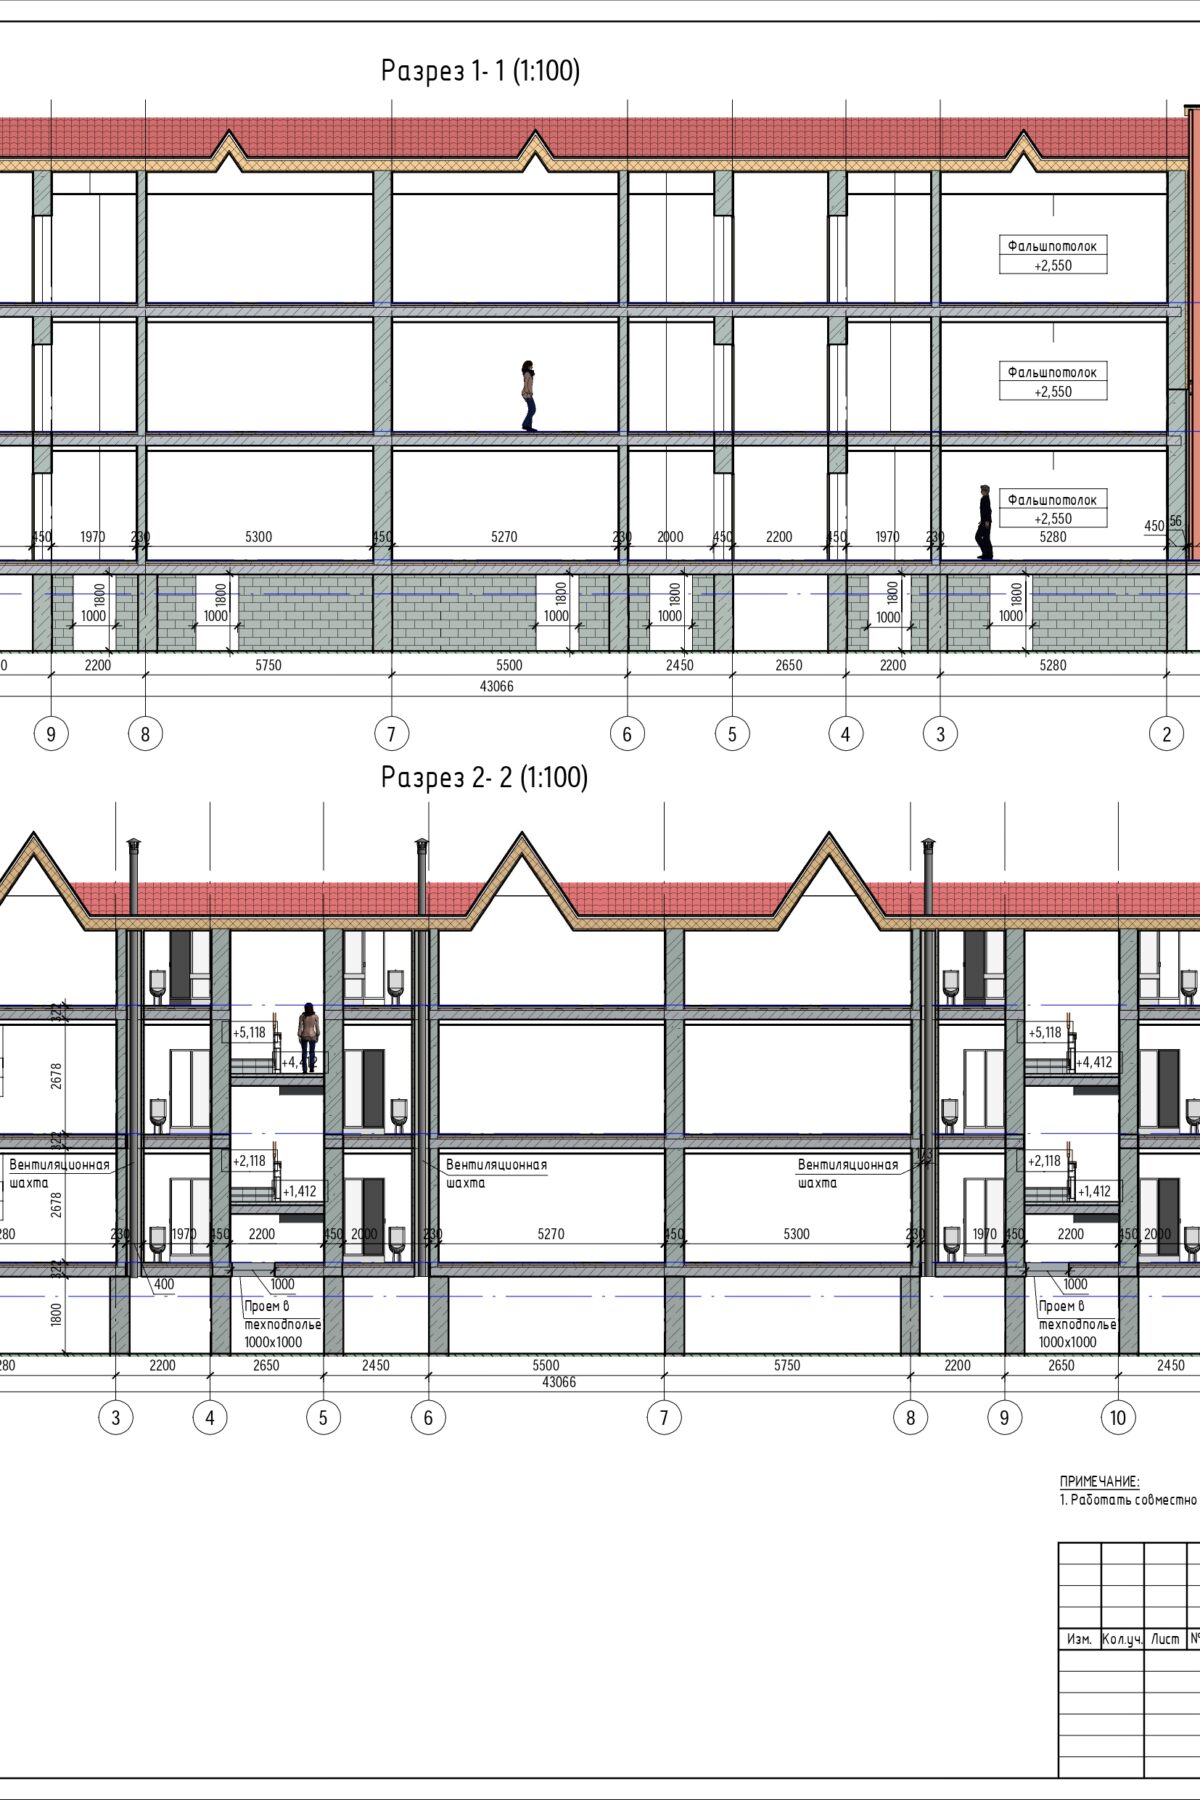 Разрез 1- 1 (1:100)
Фальшпотолок
+2,550
Фальшпотолок
+2,550
Фальшпотолок
+2,550
450 1970 230 5300 450 5270 230 2000 450 2200 450 1970 230 5280 450 56
1800 1800 1800 1800 1800 1800
1000 1000 1000 1000 1000 1000
2200 5750 5500 2450 2650 2200 5280
43066
9 8 7 6 5 4 3 2
Разрез 2- 2 (1:100)
322
+5,118 +5,118
+4,412 +4,412
2678
322
Вентиляционная
шахта
Вентиляционная
шахта
Вентиляционная
шахта
+2,118 +2,118
+1,412 +1,412
2678
280 230 1970 450 2200 450 2000 230 5270 450 5300 230 1970 450 2200 450 2000
322
400 1000 1000
1800
Проем в
техподполье
1000х1000
Проем в
техподполье
1000х1000
280 2200 2650 2450 5500 5750 2200 2650 2450
43066
3 4 5 6 7 8 9 10
ПРИМЕЧАНИЕ:
1. Работать совместно
Изм. Кол.уч. Лист №